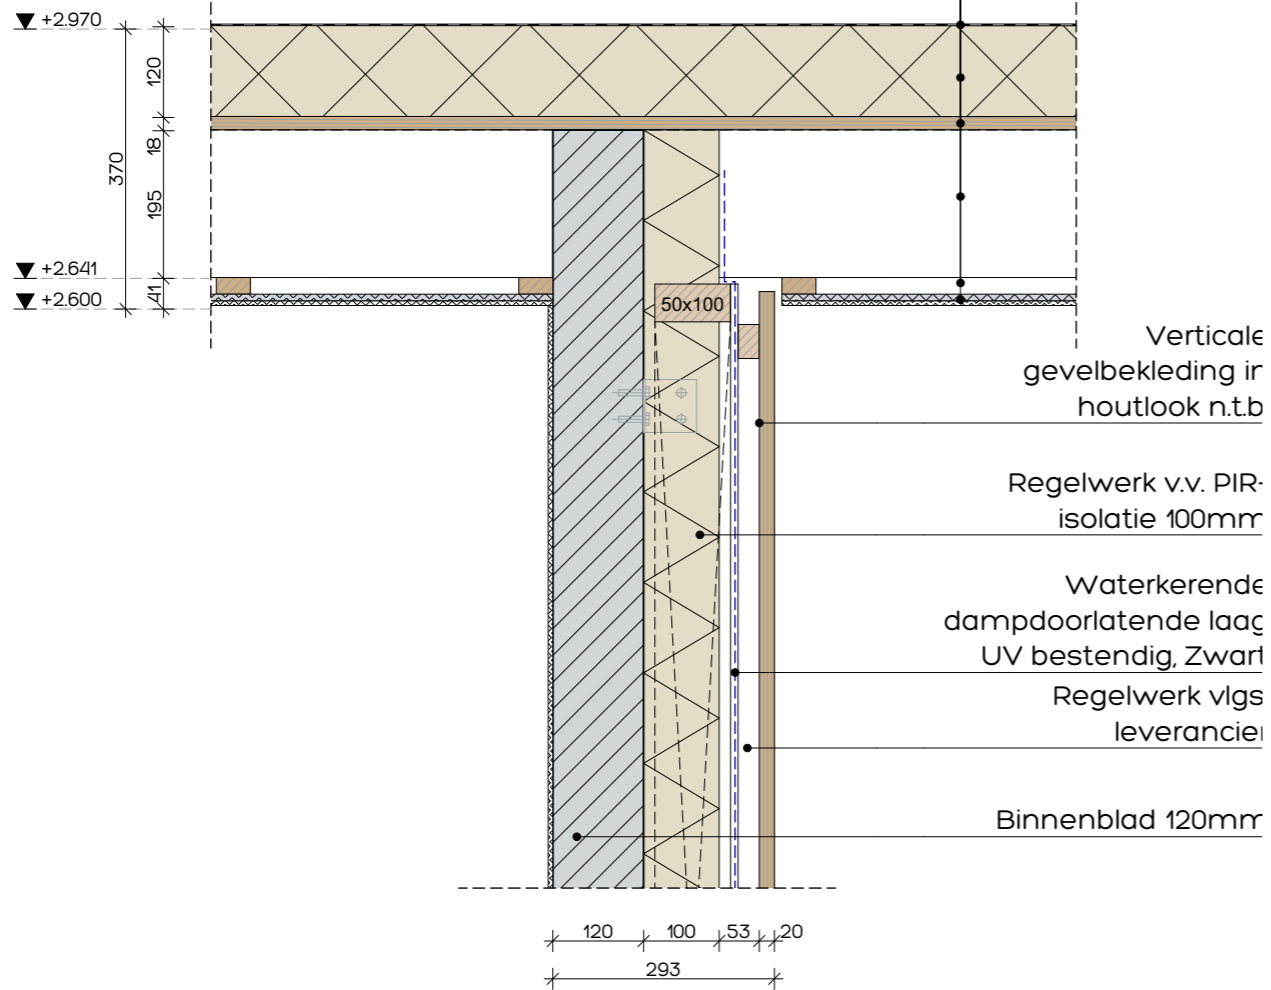 +2.970
120
18
370
195
+2.641
+2.600
41
50x100
Verticale
gevelbekleding in
houtlook n.t.b
Regelwerk v.v. PIR-
isolatie 100mm
Waterkerende
dampdoorlatende laag
UV bestendig, Zwart
Regelwerk vlgs
leverancier
Binnenblad 120mm
120 100 53 20
293